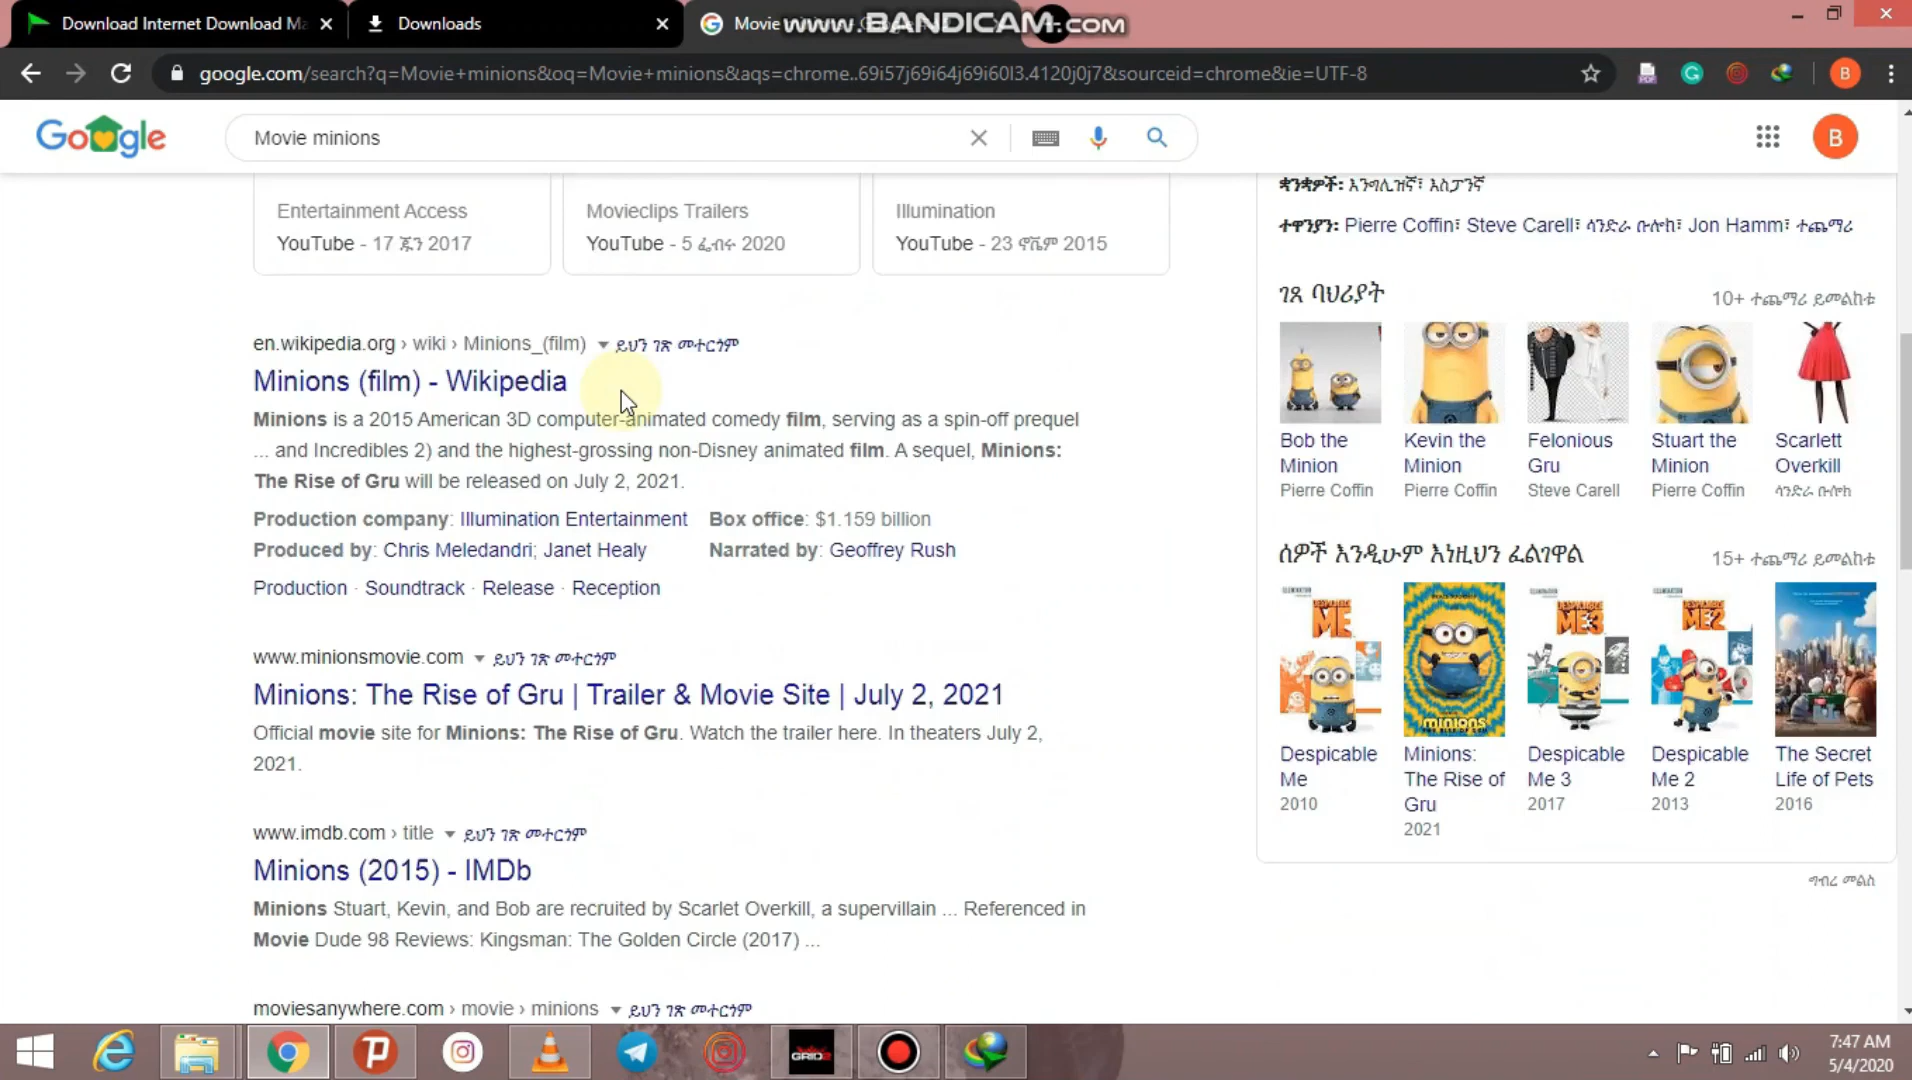 Download Internet Download Ma
Downloads
Movie
www.BANDICAM.com
google.com/search?q=Movie+minions&oq=Movie+minions&aqs=chrome..69i57j69i64j69i60l3.4120j0j7&sourceid=chrome&ie=UTF-8
B
Google
Movie minions
B
Entertainment Access
YouTube - 17 ጁን 2017
Movieclips Trailers
YouTube - 5 ፌብሩ 2020
Illumination
YouTube - 23 ኖቬም 2015
en.wikipedia.org › wiki › Minions_(film) ይህን ገጽ መተርጎም
Minions (film) - Wikipedia
Minions is a 2015 American 3D computer-animated comedy film, serving as a spin-off prequel
... and Incredibles 2) and the highest-grossing non-Disney animated film. A sequel, Minions:
The Rise of Gru will be released on July 2, 2021.
Production company: Illumination Entertainment Box office: $1.159 billion
Produced by: Chris Meledandri; Janet Healy Narrated by: Geoffrey Rush
Production · Soundtrack · Release · Reception
www.minionsmovie.com ይህን ገጽ መተርጎም
Minions: The Rise of Gru | Trailer & Movie Site | July 2, 2021
Official movie site for Minions: The Rise of Gru. Watch the trailer here. In theaters July 2,
2021.
www.imdb.com › title ይህን ገጽ መተርጎም
Minions (2015) - IMDb
Minions Stuart, Kevin, and Bob are recruited by Scarlet Overkill, a supervillain ... Referenced in
Movie Dude 98 Reviews: Kingsman: The Golden Circle (2017) ...
moviesanywhere.com › movie › minions ይህን ገጽ መተርጎም
ቋንቋዎች: እንግሊዝኛ፣ እስፓንኛ
ተዋንያን: Pierre Coffin፣ Steve Carell፣ ሳንድራ ቡሎክ፣ Jon Hamm፣ ተጨማሪ
ገጸ ባህሪያት
10+ ተጨማሪ ይመልከቱ
Bob the
Minion
Pierre Coffin
Kevin the
Minion
Pierre Coffin
Felonious
Gru
Steve Carell
Stuart the
Minion
Pierre Coffin
Scarlett
Overkill
ሳንድራ ቡሎክ
ሰዎች እንዲሁም እነዚህን ፈልገዋል
15+ ተጨማሪ ይመልከቱ
ME
MINIONS
ME3
ME2
Despicable
Me
2010
Minions:
The Rise of
Gru
2021
Despicable
Me 3
2017
Despicable
Me 2
2013
The Secret
Life of Pets
2016
ግብረ መልስ
GRID2
7:47 AM
5/4/2020